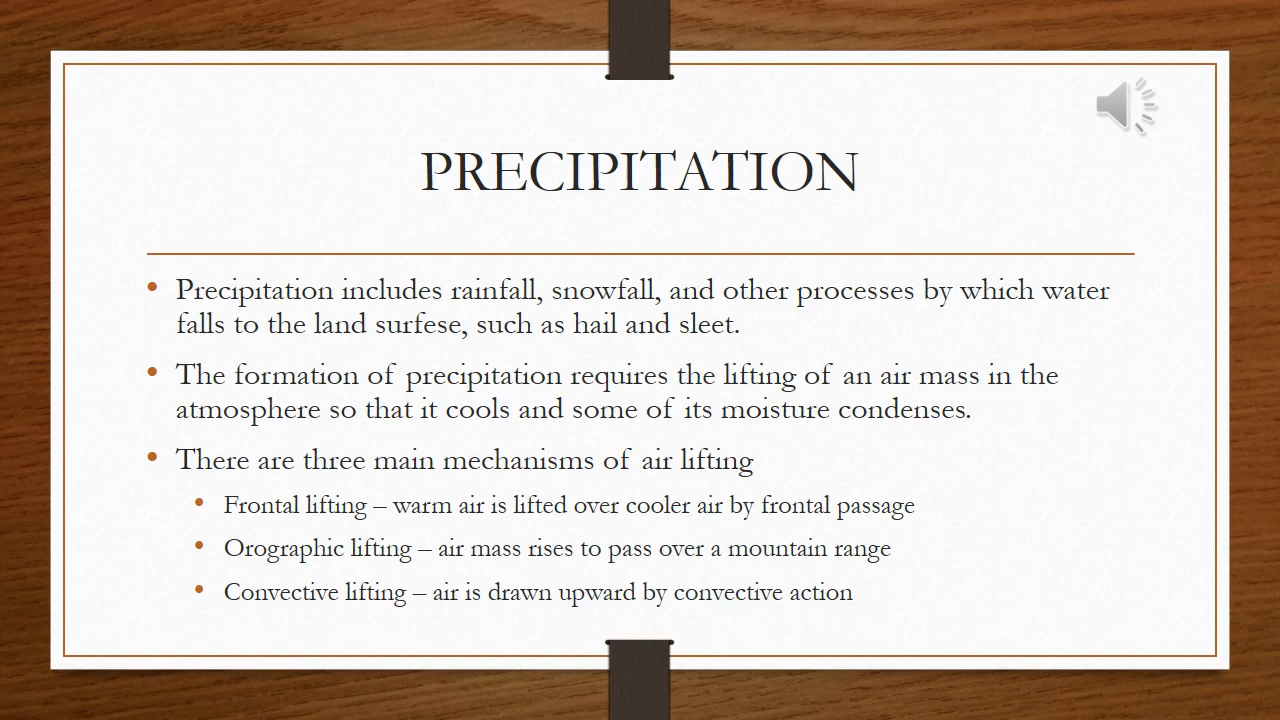 PRECIPITATION
• Precipitation includes rainfall, snowfall, and other processes by which water
falls to the land surfese, such as hail and sleet.
• The formation of precipitation requires the lifting of an air mass in the
atmosphere so that it cools and some of its moisture condenses.
• There are three main mechanisms of air lifting
• Frontal lifting – warm air is lifted over cooler air by frontal passage
• Orographic lifting – air mass rises to pass over a mountain range
• Convective lifting – air is drawn upward by convective action